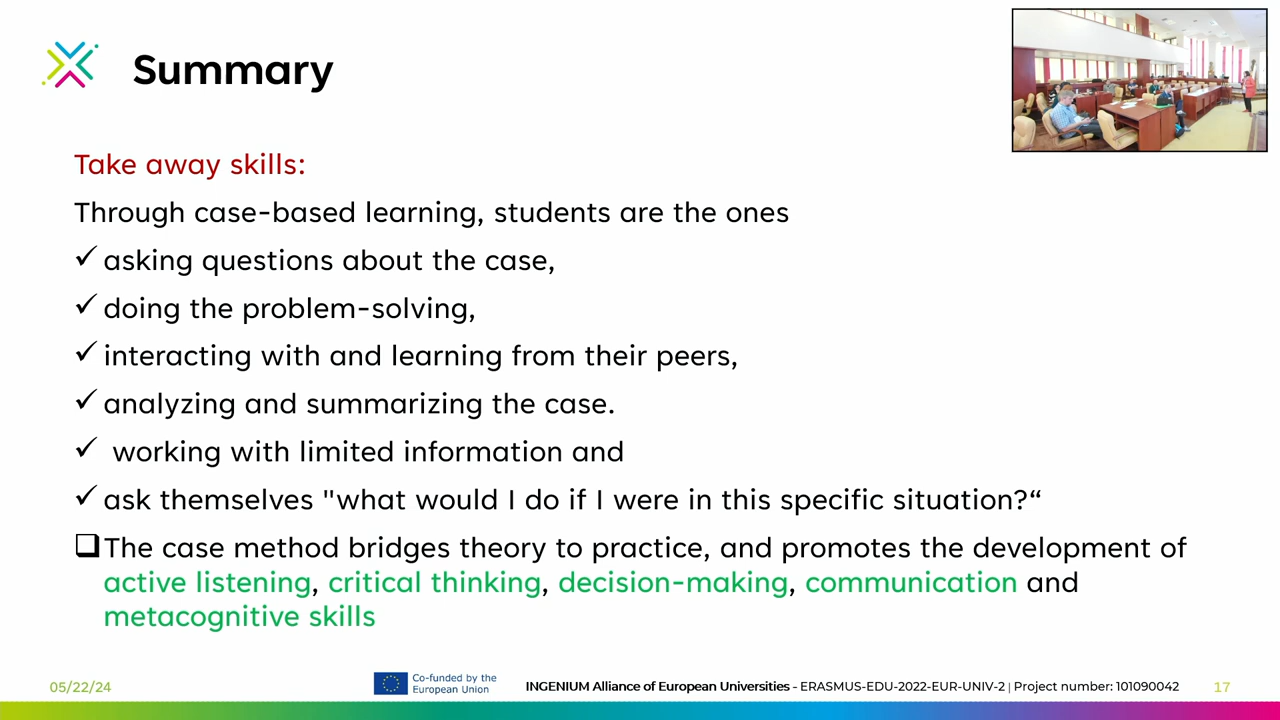 Summary
Take away skills:
Through case-based learning, students are the ones
✓ asking questions about the case,
✓ doing the problem-solving,
✓ interacting with and learning from their peers,
✓ analyzing and summarizing the case.
✓ working with limited information and
✓ ask themselves "what would I do if I were in this specific situation?“
❑ The case method bridges theory to practice, and promotes the development of
active listening, critical thinking, decision-making, communication and
metacognitive skills
05/22/24
Co-funded by the
European Union
INGENIUM Alliance of European Universities - ERASMUS-EDU-2022-EUR-UNIV-2 | Project number: 101090042
17